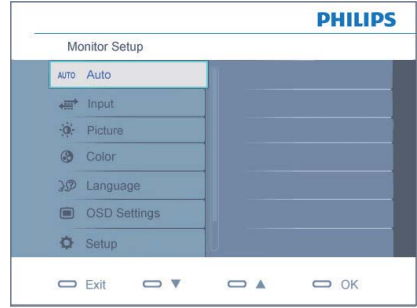 PHILIPS
Monitor Setup
AUTO Auto
Input
Picture
Color
Language
OSD Settings
Setup
Exit ▼ ▲ OK